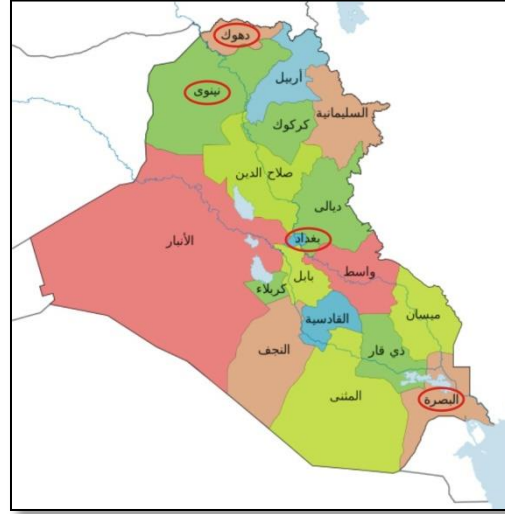 دهوك
أربيل
نينوى
السليمانية
كركوك
صلاح الدين
ديالى
الأنبار
بغداد
واسط
بابل
كربلاء
ميسان
القادسية
النجف
ذي قار
المثنى
البصرة